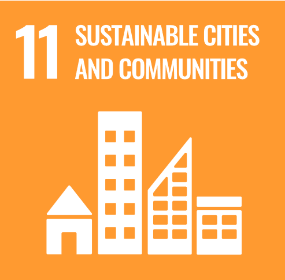 11 SUSTAINABLE CITIES
AND COMMUNITIES